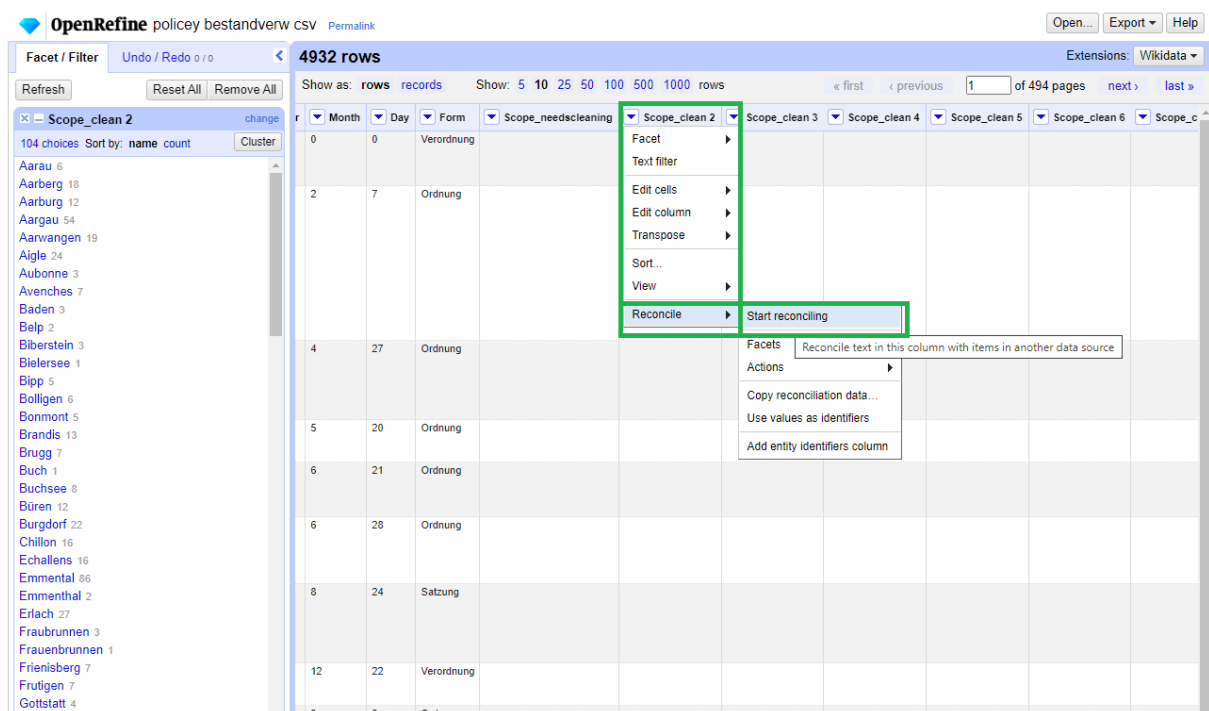 OpenRefine policey bestandverw csv Permalink Open... Export Help
Facet / Filter Undo / Redo 0 / 0 4932 rows Extensions: Wikidata
Refresh Reset All Remove All Show as: rows records Show: 5 10 25 50 100 500 1000 rows « first ‹ previous 1 of 494 pages next › last »
Scope_clean 2 change
r Month Day Form Scope_needscleaning Scope_clean 2 Scope_clean 3 Scope_clean 4 Scope_clean 5 Scope_clean 6 Scope_c
104 choices Sort by: name count Cluster
0 0 Verordnung
2 7 Ordnung
4 27 Ordnung
5 20 Ordnung
6 21 Ordnung
6 28 Ordnung
8 24 Satzung
12 22 Verordnung
Facet
Text filter
Edit cells
Edit column
Transpose
Sort...
View
Reconcile
Start reconciling
Facets
Reconcile text in this column with items in another data source
Actions
Copy reconciliation data...
Use values as identifiers
Add entity identifiers column
Aarau 6
Aarberg 18
Aarburg 12
Aargau 54
Aarwangen 19
Aigle 24
Aubonne 3
Avenches 7
Baden 3
Belp 2
Biberstein 3
Bielersee 1
Bipp 5
Bolligen 6
Bonmont 5
Brandis 13
Brugg 7
Buch 1
Buchsee 8
Büren 12
Burgdorf 22
Chillon 16
Echallens 16
Emmental 86
Emmenthal 2
Erlach 27
Fraubrunnen 3
Frauenbrunnen 1
Frienisberg 7
Frutigen 7
Gottstatt 4